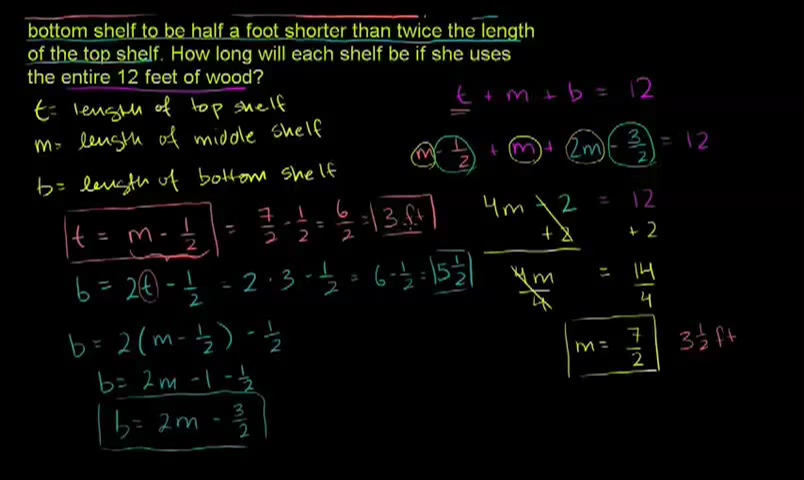 bottom shelf to be half a foot shorter than twice the length
of the top shelf. How long will each shelf be if she uses
the entire 12 feet of wood?
t = length of top shelf
m = length of middle shelf
b = length of bottom shelf
t = m - 1/2 = 7/2 - 1/2 = 6/2 = 3 ft
b = 2t - 1/2 = 2 · 3 - 1/2 = 6 - 1/2 = 5 1/2
b = 2(m - 1/2) - 1/2
b = 2m - 1 - 1/2
b = 2m - 3/2
t + m + b = 12
m - 1/2 + m + 2m - 3/2 = 12
4m - 2 = 12
+ 2 + 2
4m/4 = 14/4
m = 7/2 3 1/2 ft